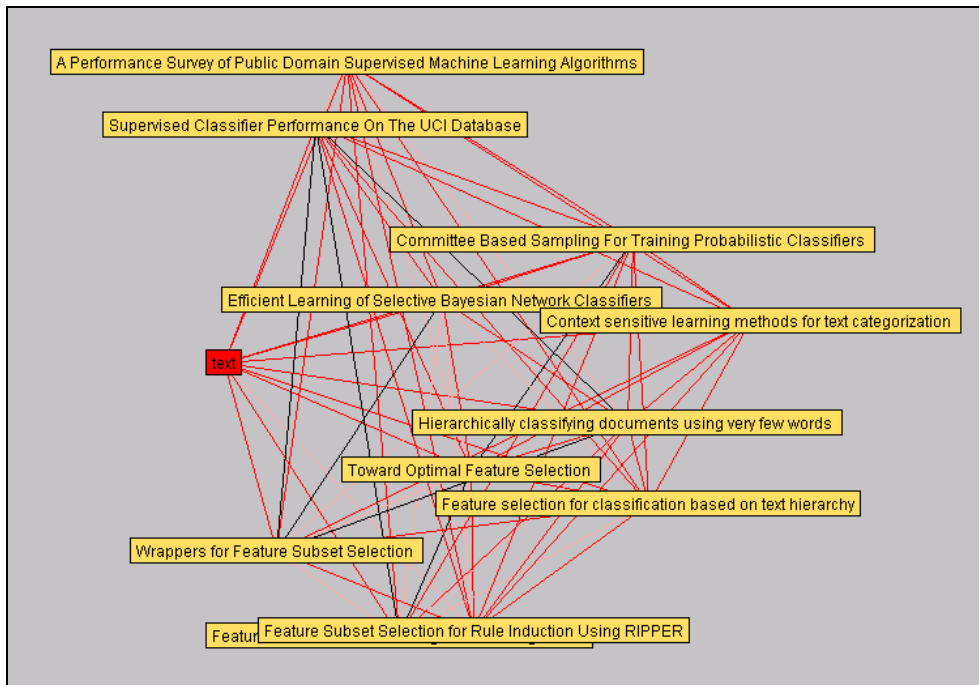 A Performance Survey of Public Domain Supervised Machine Learning Algorithms
Supervised Classifier Performance On The UCI Database
Committee Based Sampling For Training Probabilistic Classifiers
Efficient Learning of Selective Bayesian Network Classifiers
Context sensitive learning methods for text categorization
text
Hierarchically classifying documents using very few words
Toward Optimal Feature Selection
Feature selection for classification based on text hierarchy
Wrappers for Feature Subset Selection
Feature Subset Selection for Rule Induction Using RIPPER